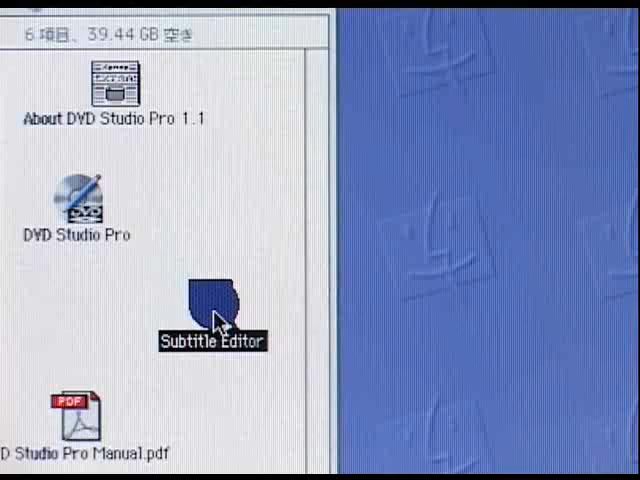 6 項目、39.44 GB 空き
About DVD Studio Pro 1.1
DVD
DVD Studio Pro
Subtitle Editor
PDF
D Studio Pro Manual.pdf